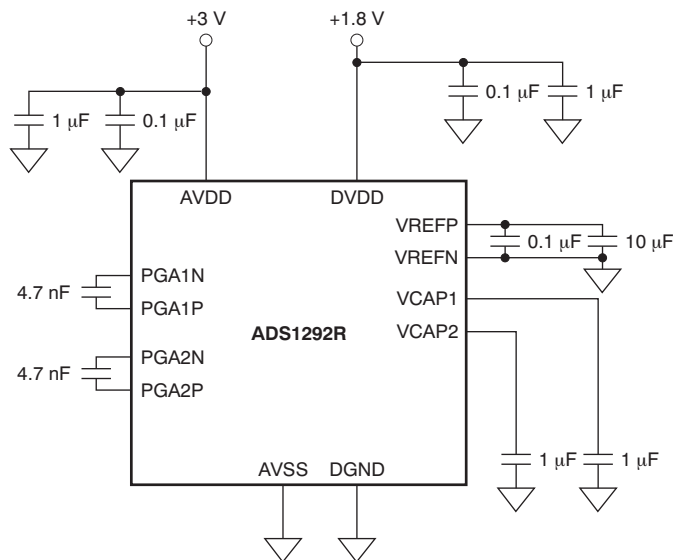 +3 V
+1.8 V
1 μF
0.1 μF
0.1 μF
1 μF
AVDD
DVDD
VREFP
0.1 μF
10 μF
VREFN
PGA1N
4.7 nF
PGA1P
VCAP1
ADS1292R
VCAP2
PGA2N
4.7 nF
PGA2P
1 μF
1 μF
AVSS
DGND